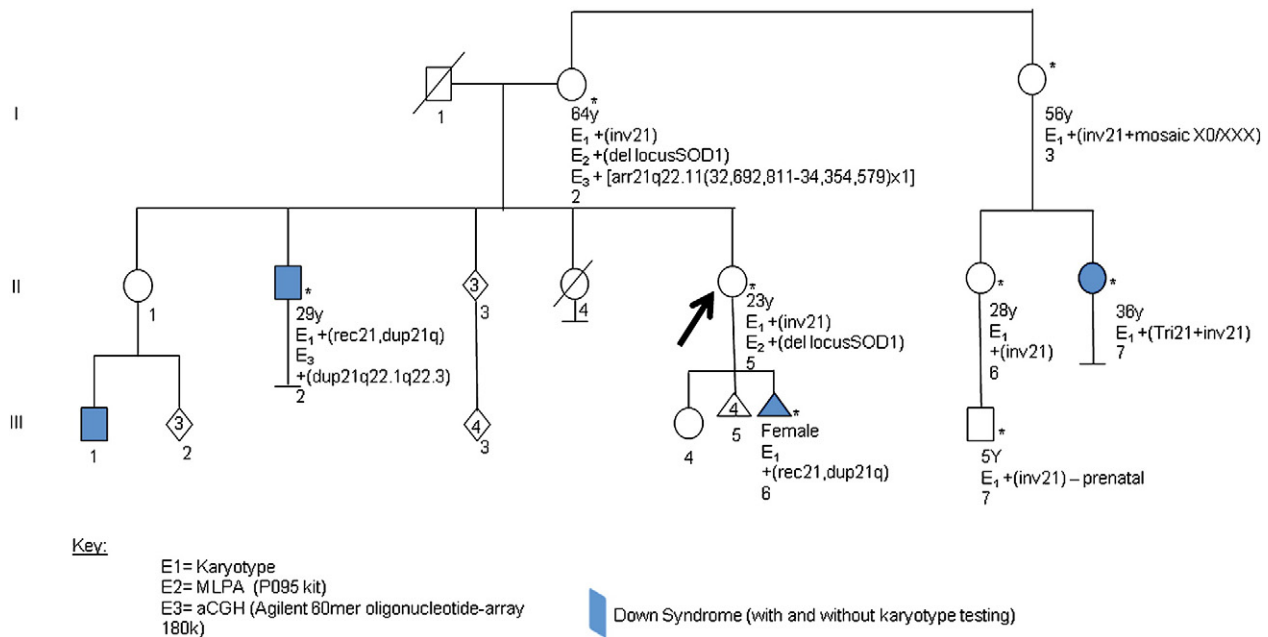 I
1
*
64y
E1 +(inv21)
E2 +(del locusSOD1)
E3 + [arr21q22.11(32,692,811-34,354,579)x1]
2
*
56y
E1 +(inv21+mosaic X0/XXX)
3
II
1
*
29y
E1 +(rec21,dup21q)
E3
+(dup21q22.1q22.3)
2
3
3
4
*
23y
E1 +(inv21)
E2 +(del locusSOD1)
5
*
28y
E1
+(inv21)
6
*
36y
E1 +(Tri21+inv21)
7
III
1
3
2
4
3
4
4
5
*
Female
E1
+(rec21,dup21q)
6
*
5Y
E1 +(inv21) – prenatal
7
Key:
E1= Karyotype
E2= MLPA (P095 kit)
E3= aCGH (Agilent 60mer oligonucleotide-array
180k)
Down Syndrome (with and without karyotype testing)